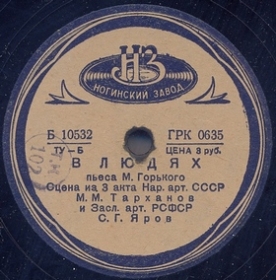 НЗ
НОГИНСКИЙ ЗАВОД
Б 10532 ГРК 0635
ТУ-Б ЦЕНА 3 руб.
В ЛЮДЯХ
пьеса М. Горького
Сцена из 3 акта Нар. арт. СССР
М. М. Тарханов
и Засл. арт. РСФСР
С. Г. Яров